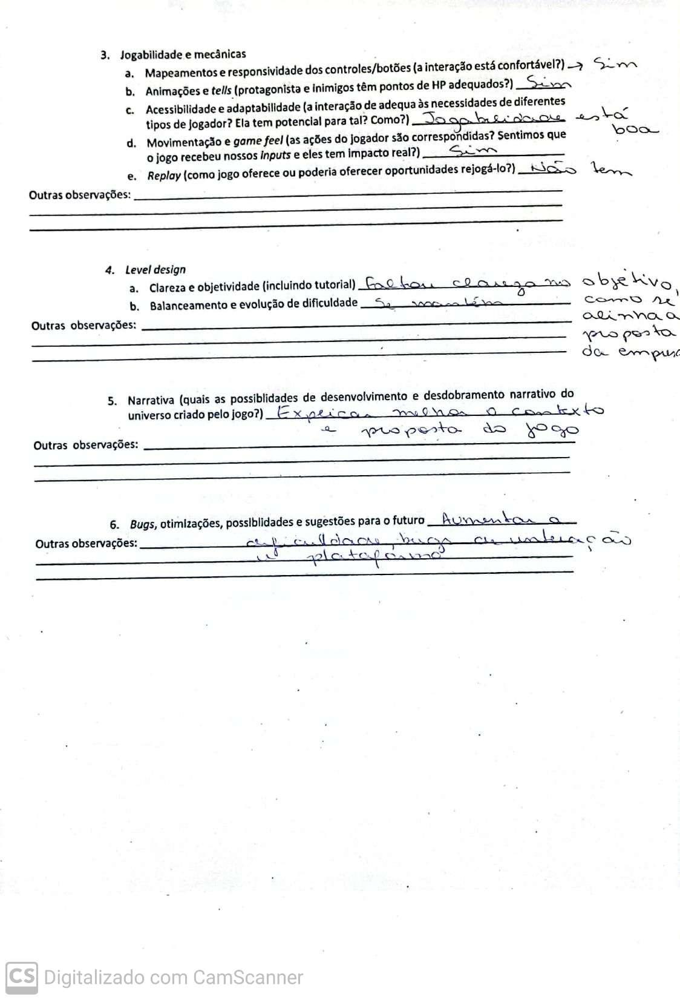 3. Jogabilidade e mecânicas
a. Mapeamentos e responsividade dos controles/botões (a interação está confortável?) → Sim
b. Animações e tells (protagonista e inimigos têm pontos de HP adequados?) Sim
c. Acessibilidade e adaptabilidade (a interação de adequa às necessidades de diferentes
tipos de jogador? Ela tem potencial para tal? Como?) Jogabilidade está
boa
d. Movimentação e game feel (as ações do jogador são correspondidas? Sentimos que
o jogo recebeu nossos inputs e eles tem impacto real?) Sim
e. Replay (como jogo oferece ou poderia oferecer oportunidades rejogá-lo?) Não tem
Outras observações:
4. Level design
a. Clareza e objetividade (incluindo tutorial) Faltou clareza no objetivo,
como se
b. Balanceamento e evolução de dificuldade Se mantém
alinha a
Outras observações:
proposta
da empresa
5. Narrativa (quais as possiblidades de desenvolvimento e desdobramento narrativo do
universo criado pelo jogo?) Explicar melhor o contexto
e proposta do jogo
Outras observações:
6. Bugs, otimizações, possiblidades e sugestões para o futuro Aumentar a
Outras observações: dificuldade, bugs de interação
plataforma
CS Digitalizado com CamScanner